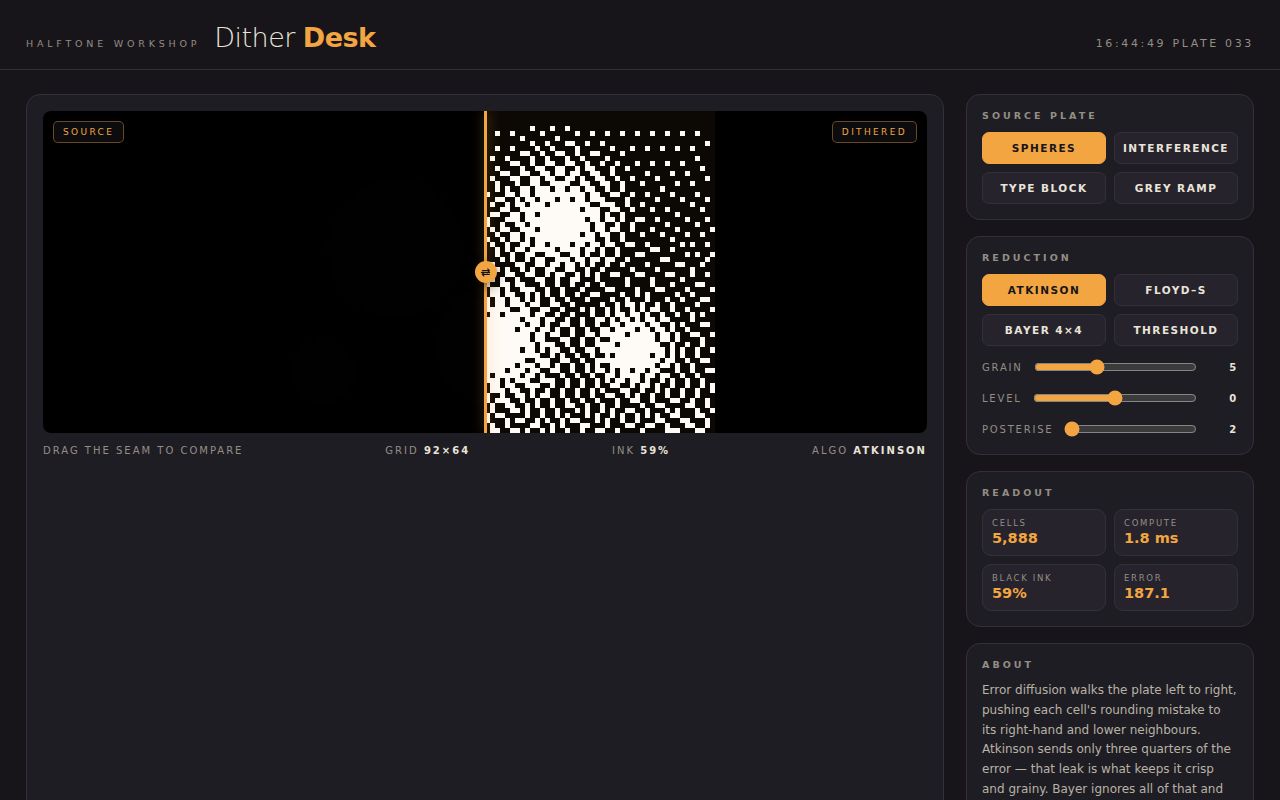 HALFTONE WORKSHOP Dither Desk
16:44:49 PLATE 033
SOURCE
DITHERED
DRAG THE SEAM TO COMPARE
GRID 92×64
INK 59%
ALGO ATKINSON
SOURCE PLATE
SPHERES
INTERFERENCE
TYPE BLOCK
GREY RAMP
REDUCTION
ATKINSON
FLOYD–S
BAYER 4×4
THRESHOLD
GRAIN 5
LEVEL 0
POSTERISE 2
READOUT
CELLS
5,888
COMPUTE
1.8 ms
BLACK INK
59%
ERROR
187.1
ABOUT
Error diffusion walks the plate left to right,
pushing each cell's rounding mistake to
its right-hand and lower neighbours.
Atkinson sends only three quarters of the
error — that leak is what keeps it crisp
and grainy. Bayer ignores all of that and